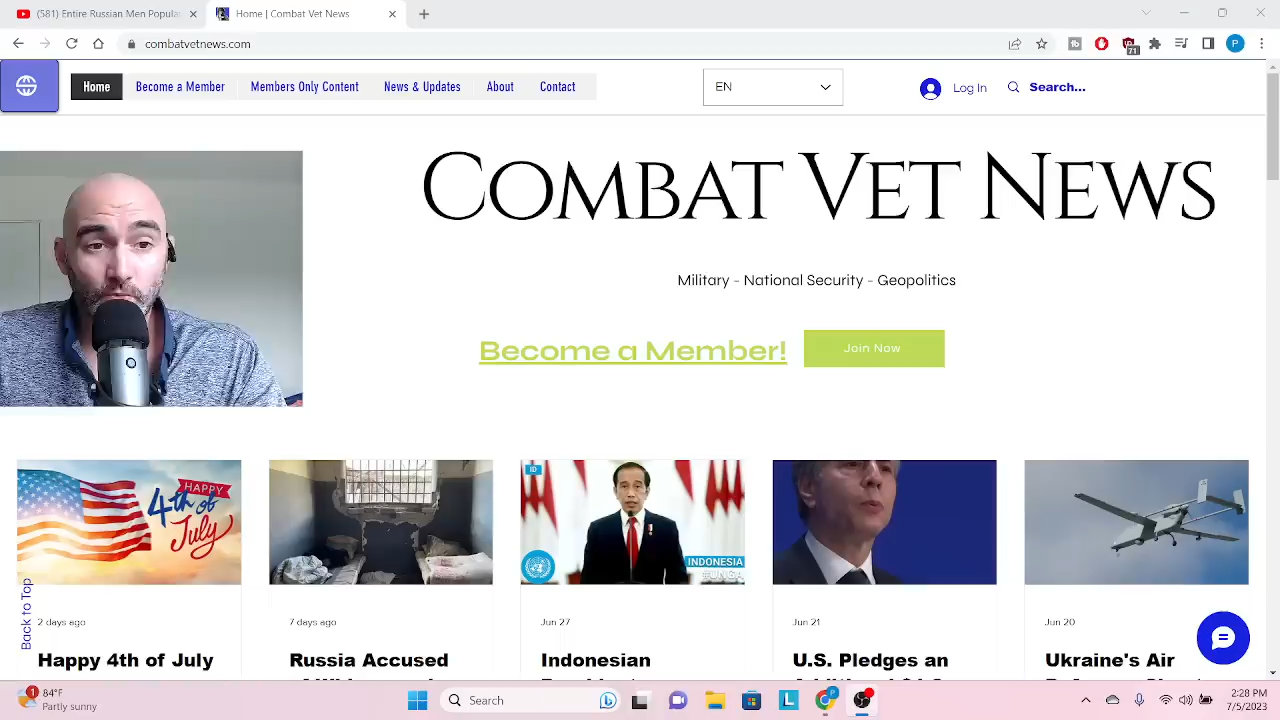 (581) Entire Russian Men Popula
Home | Combat Vet News
combatvetnews.com
71
P
Home
Become a Member
Members Only Content
News & Updates
About
Contact
EN
Log In
Search...
COMBAT VET NEWS
Military - National Security - Geopolitics
Become a Member!
Join Now
HAPPY
4th of
July
ID
INDONESIA
#UNGA
Back to Top
2 days ago
7 days ago
Jun 27
Jun 21
Jun 20
Happy 4th of July
Russia Accused
Indonesian
U.S. Pledges an
Ukraine's Air
1
84°F
Partly sunny
Search
L
P
2:28 PM
7/5/2023